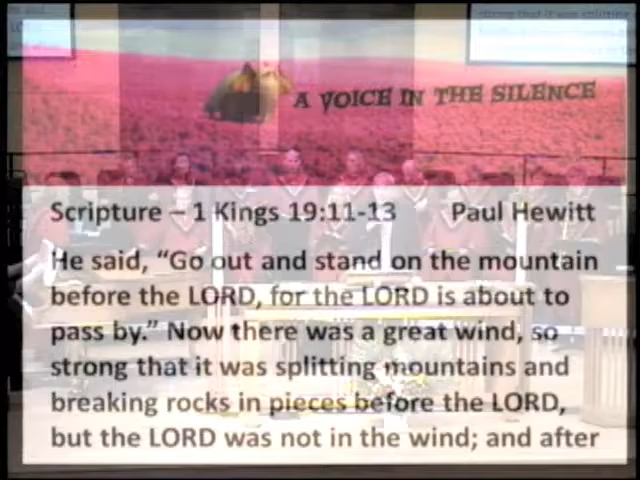 A VOICE IN THE SILENCE
Scripture – 1 Kings 19:11-13 Paul Hewitt
He said, "Go out and stand on the mountain
before the LORD, for the LORD is about to
pass by." Now there was a great wind, so
strong that it was splitting mountains and
breaking rocks in pieces before the LORD,
but the LORD was not in the wind; and after